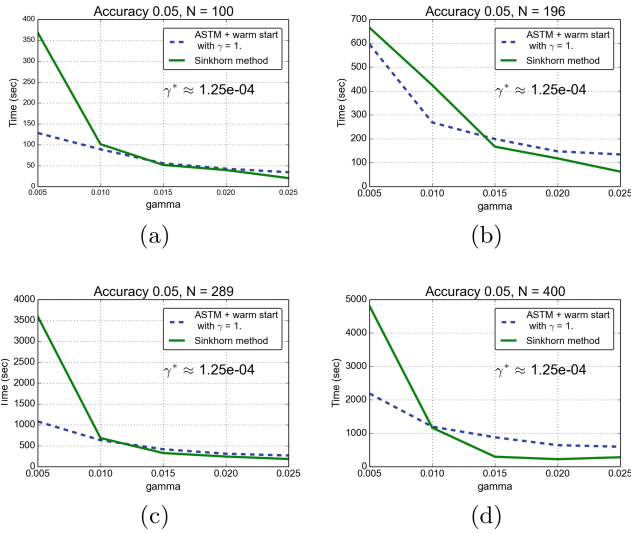 Accuracy 0.05, N = 100
400
350
300
250
200
150
100
50
0
Time (sec)
ASTM + warm start
with γ = 1.
Sinkhorn method
γ* ≈ 1.25e-04
0.005 0.010 0.015 0.020 0.025
gamma
(a)
Accuracy 0.05, N = 196
700
600
500
400
300
200
100
0
Time (sec)
ASTM + warm start
with γ = 1.
Sinkhorn method
γ* ≈ 1.25e-04
0.005 0.010 0.015 0.020 0.025
gamma
(b)
Accuracy 0.05, N = 289
4000
3500
3000
2500
2000
1500
1000
500
0
Time (sec)
ASTM + warm start
with γ = 1.
Sinkhorn method
γ* ≈ 1.25e-04
0.005 0.010 0.015 0.020 0.025
gamma
(c)
Accuracy 0.05, N = 400
5000
4000
3000
2000
1000
0
Time (sec)
ASTM + warm start
with γ = 1.
Sinkhorn method
γ* ≈ 1.25e-04
0.005 0.010 0.015 0.020 0.025
gamma
(d)